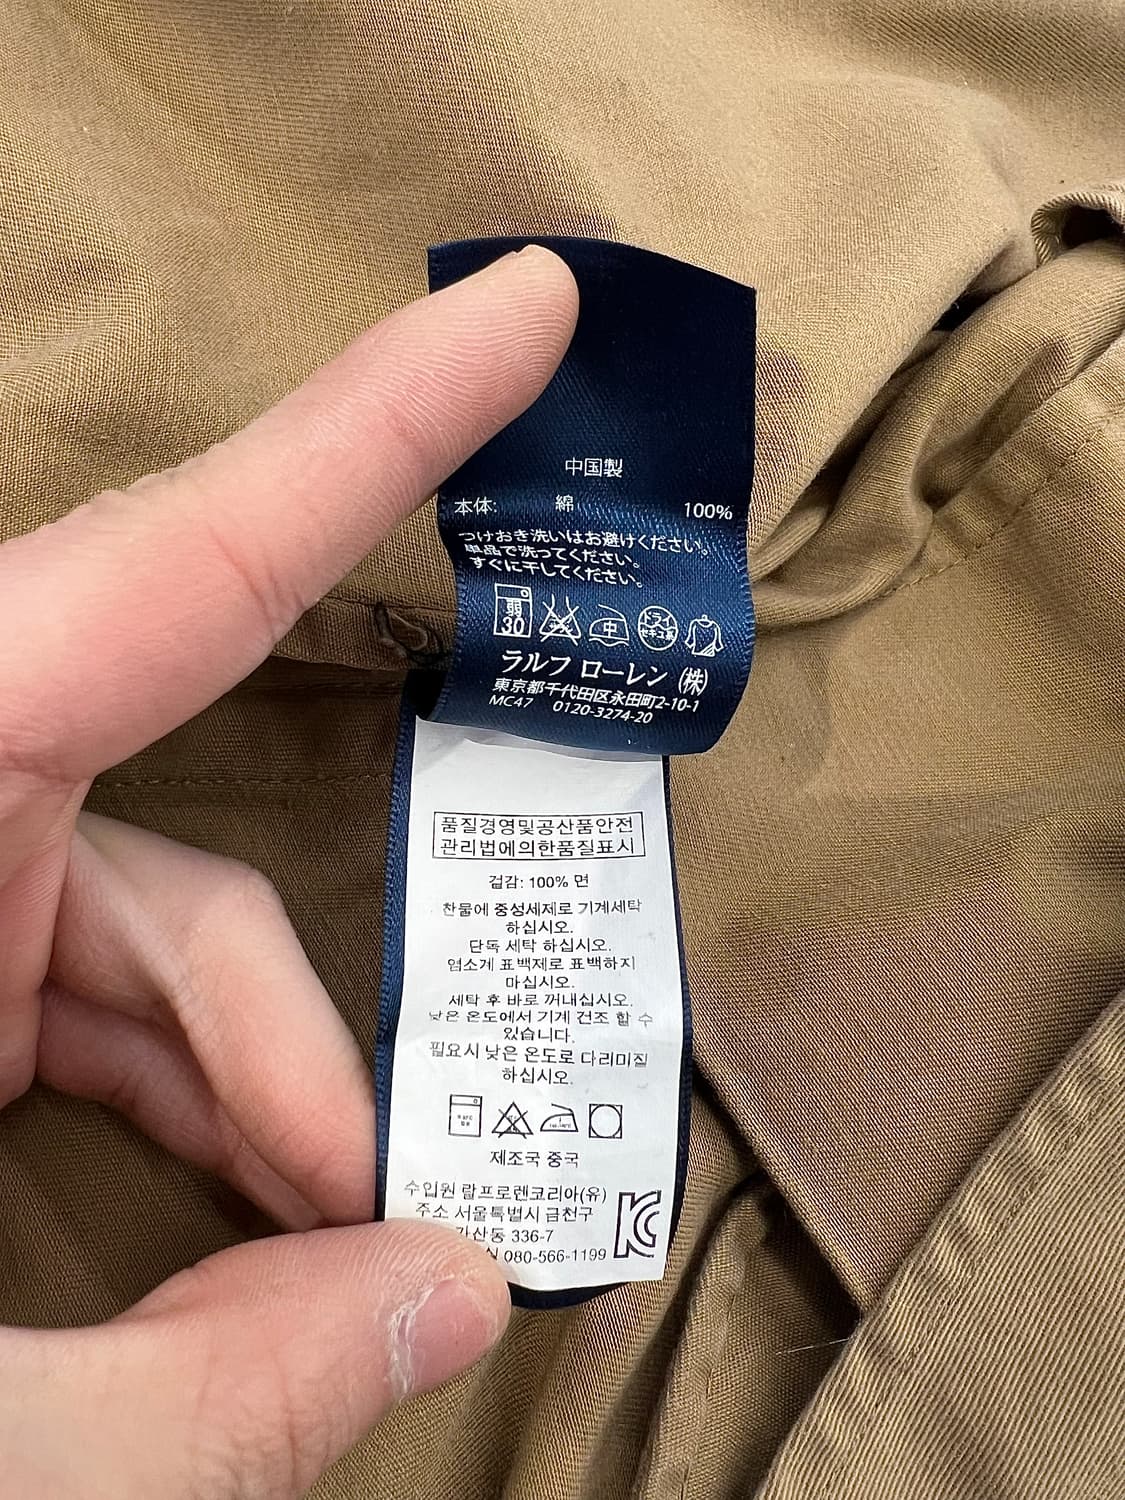 中国製
本体: 綿 100%
つけおき洗いはお避けください。
単品で洗ってください。
すぐに干してください。
弱
30
中
ドライ
セキユ系
ラルフ ローレン (株)
東京都千代田区永田町2-10-1
MC47 0120-3274-20
품질경영및공산품안전
관리법에의한품질표시
겉감: 100% 면
찬물에 중성세제로 기계세탁
하십시오.
단독 세탁 하십시오.
염소계 표백제로 표백하지
마십시오.
세탁 후 바로 꺼내십시오.
낮은 온도에서 기계 건조 할 수
있습니다.
필요시 낮은 온도로 다리미질
하십시오.
제조국 중국
수입원 랄프로렌코리아(유)
주소 서울특별시 금천구
가산동 336-7
080-566-1199